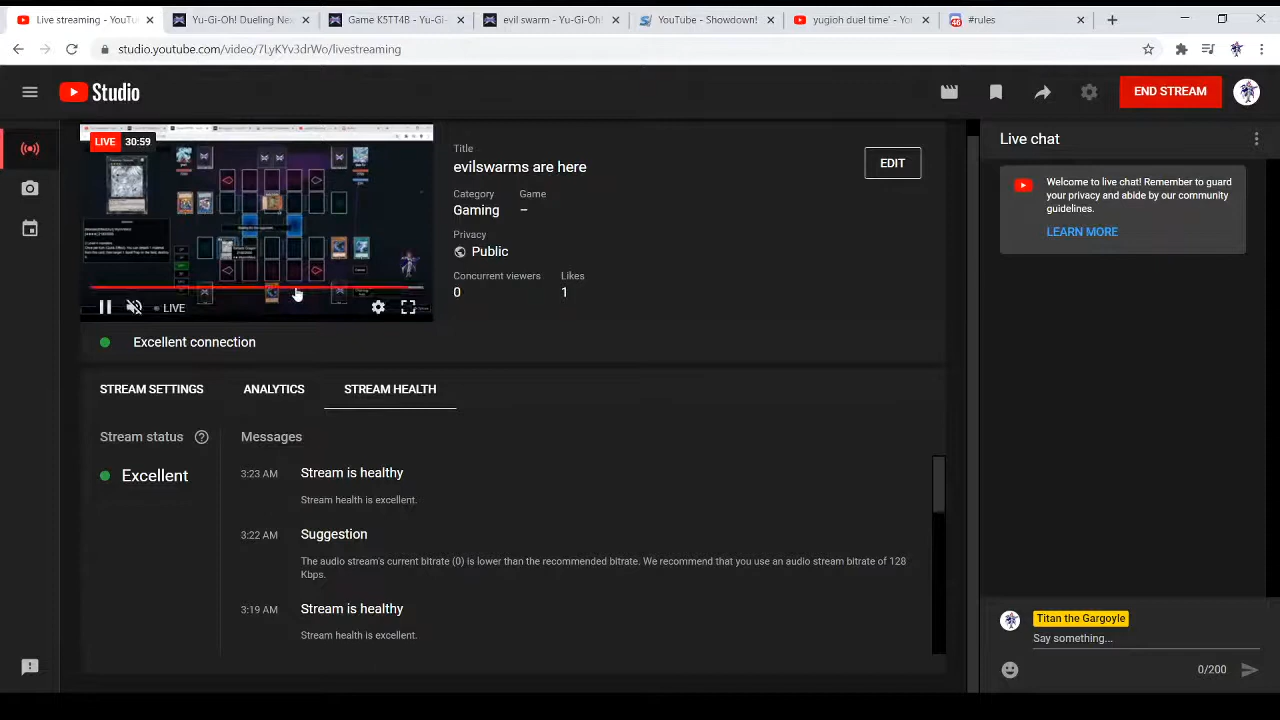 Live streaming - YouTu
Yu-Gi-Oh! Dueling Nex
Game K5TT4B - Yu-Gi-
evil swarm - Yu-Gi-Oh!
YouTube - Showdown!
yugioh duel time' - Yo
46
#rules
studio.youtube.com/video/7LyKYv3drWo/livestreaming
Studio
END STREAM
LIVE 30:59
LIVE
Title
evilswarms are here
EDIT
Category Game
Gaming –
Privacy
Public
Concurrent viewers Likes
0 1
Excellent connection
STREAM SETTINGS ANALYTICS STREAM HEALTH
Stream status
Excellent
Messages
3:23 AM Stream is healthy
Stream health is excellent.
3:22 AM Suggestion
The audio stream's current bitrate (0) is lower than the recommended bitrate. We recommend that you use an audio stream bitrate of 128
Kbps.
3:19 AM Stream is healthy
Stream health is excellent.
Live chat
Welcome to live chat! Remember to guard
your privacy and abide by our community
guidelines.
LEARN MORE
Titan the Gargoyle
Say something...
0/200